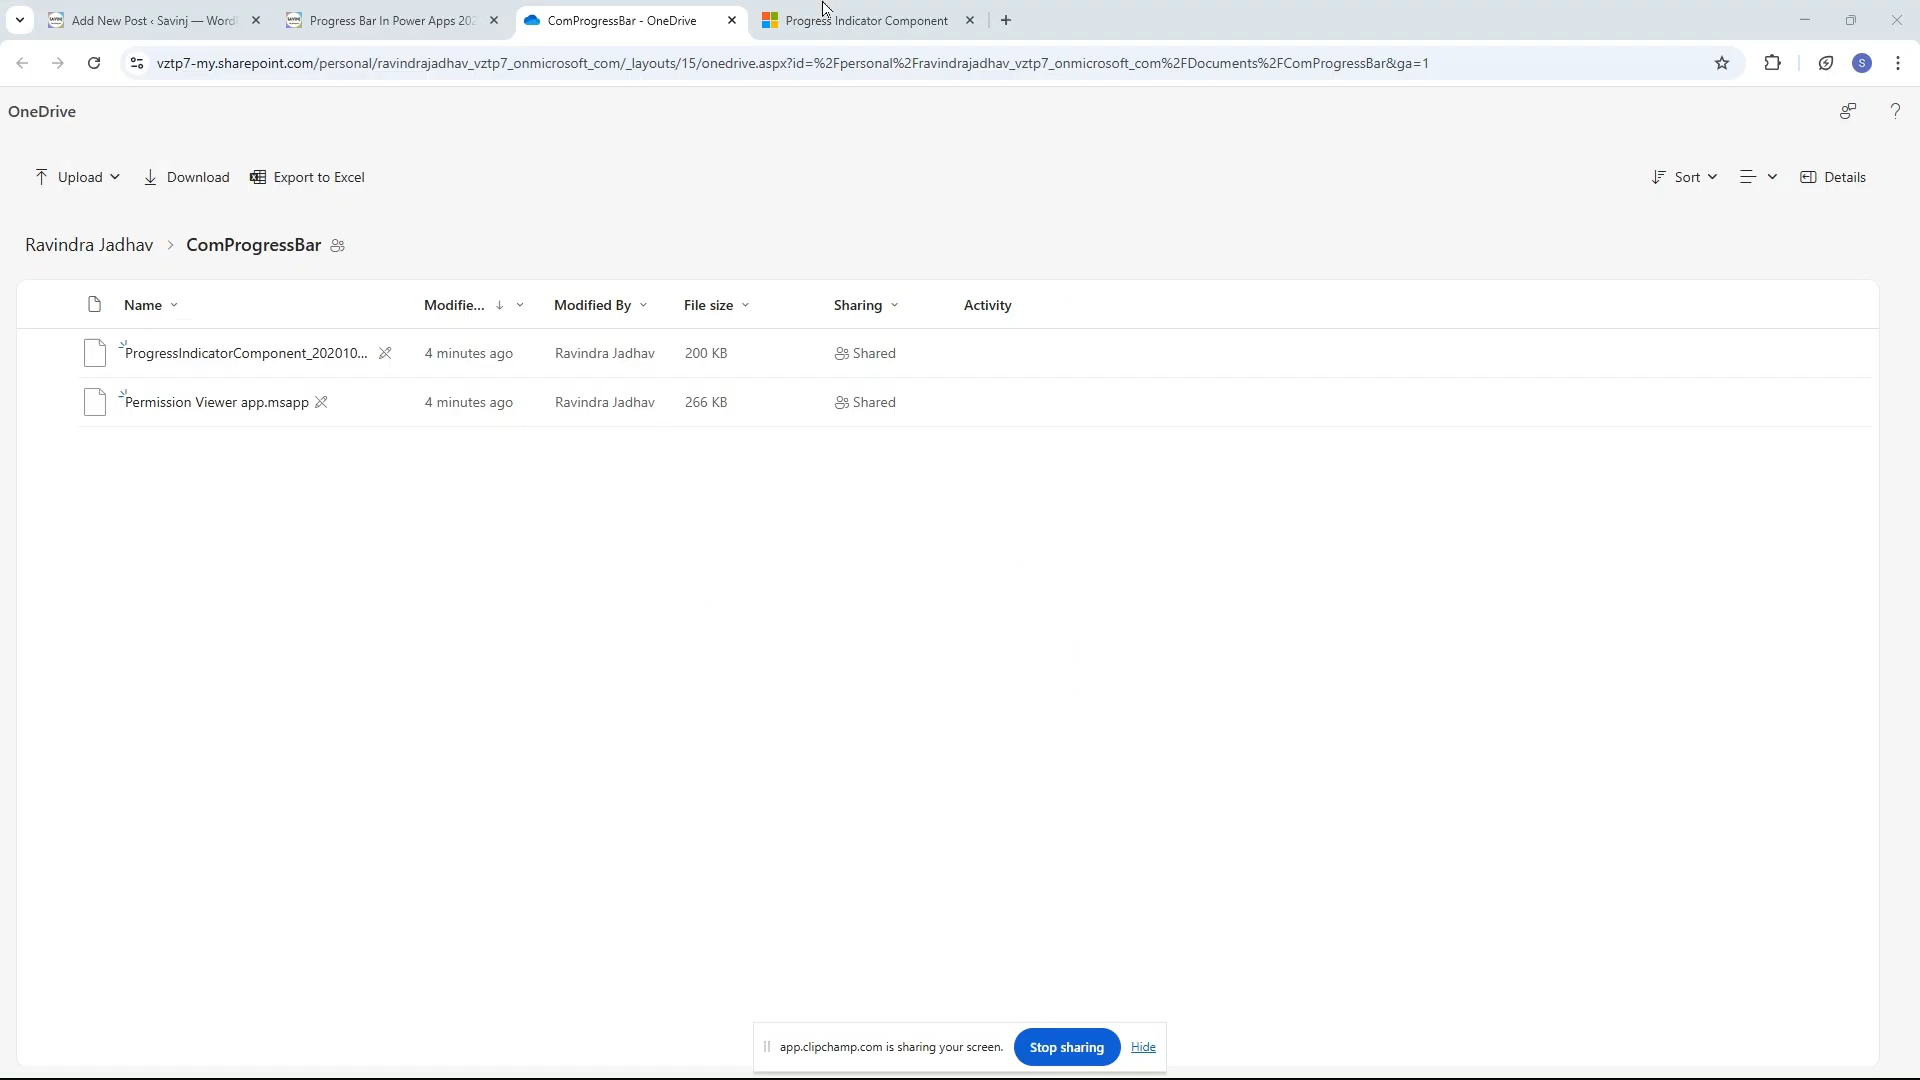 Add New Post ‹ Savinj — Word
Progress Bar In Power Apps 202
ComProgressBar - OneDrive
Progress Indicator Component
vztp7-my.sharepoint.com/personal/ravindrajadhav_vztp7_onmicrosoft_com/_layouts/15/onedrive.aspx?id=%2Fpersonal%2Fravindrajadhav_vztp7_onmicrosoft_com%2FDocuments%2FComProgressBar&ga=1
S
OneDrive
?
Upload Download Export to Excel Sort Details
Ravindra Jadhav > ComProgressBar
Name Modifie... Modified By File size Sharing Activity
ProgressIndicatorComponent_202010... 4 minutes ago Ravindra Jadhav 200 KB Shared
Permission Viewer app.msapp 4 minutes ago Ravindra Jadhav 266 KB Shared
app.clipchamp.com is sharing your screen. Stop sharing Hide